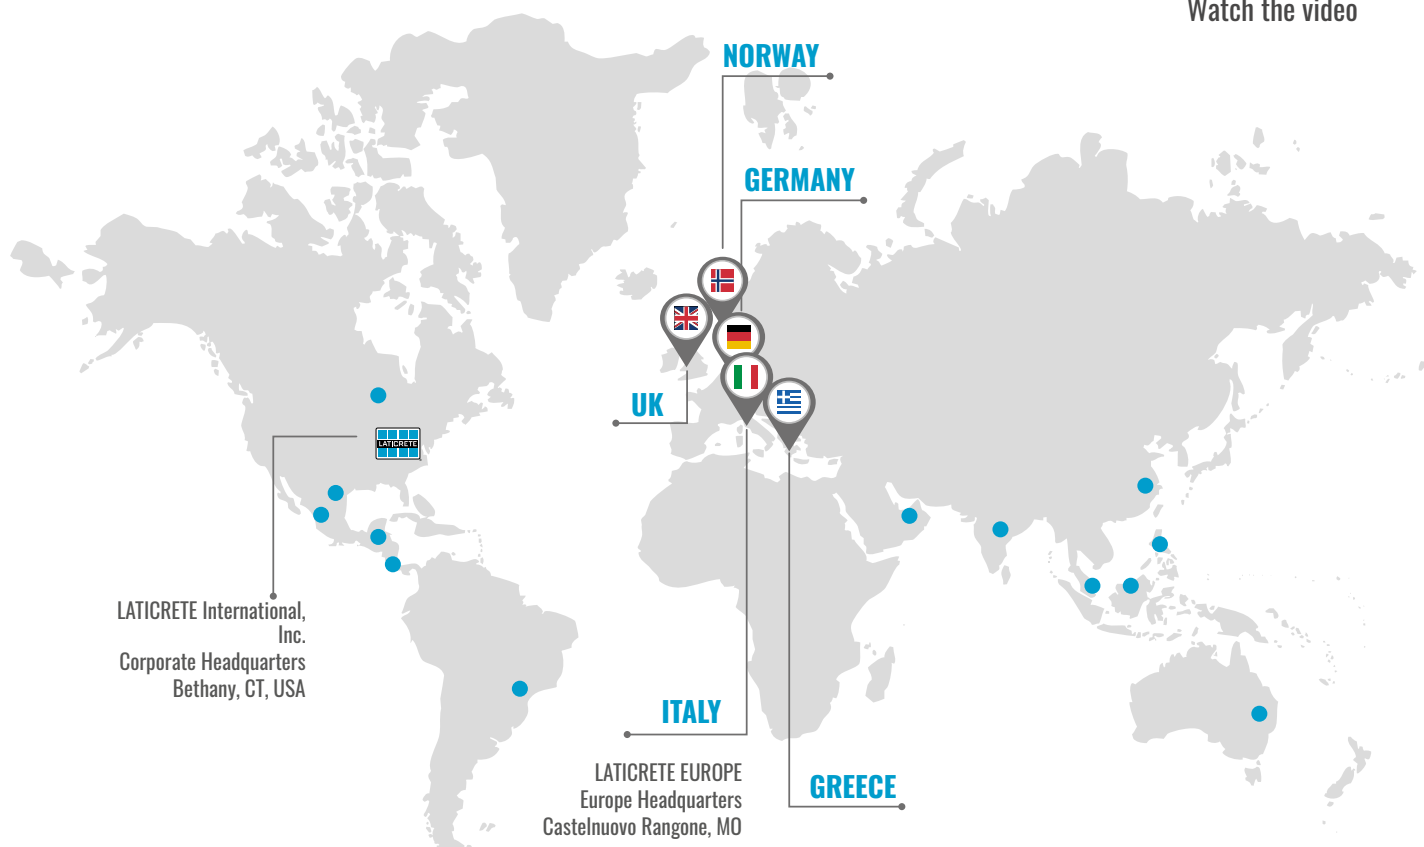 Watch the video
NORWAY
GERMANY
UK
LATICRETE
LATICRETE International,
Inc.
Corporate Headquarters
Bethany, CT, USA
ITALY
LATICRETE EUROPE
Europe Headquarters
Castelnuovo Rangone, MO
GREECE